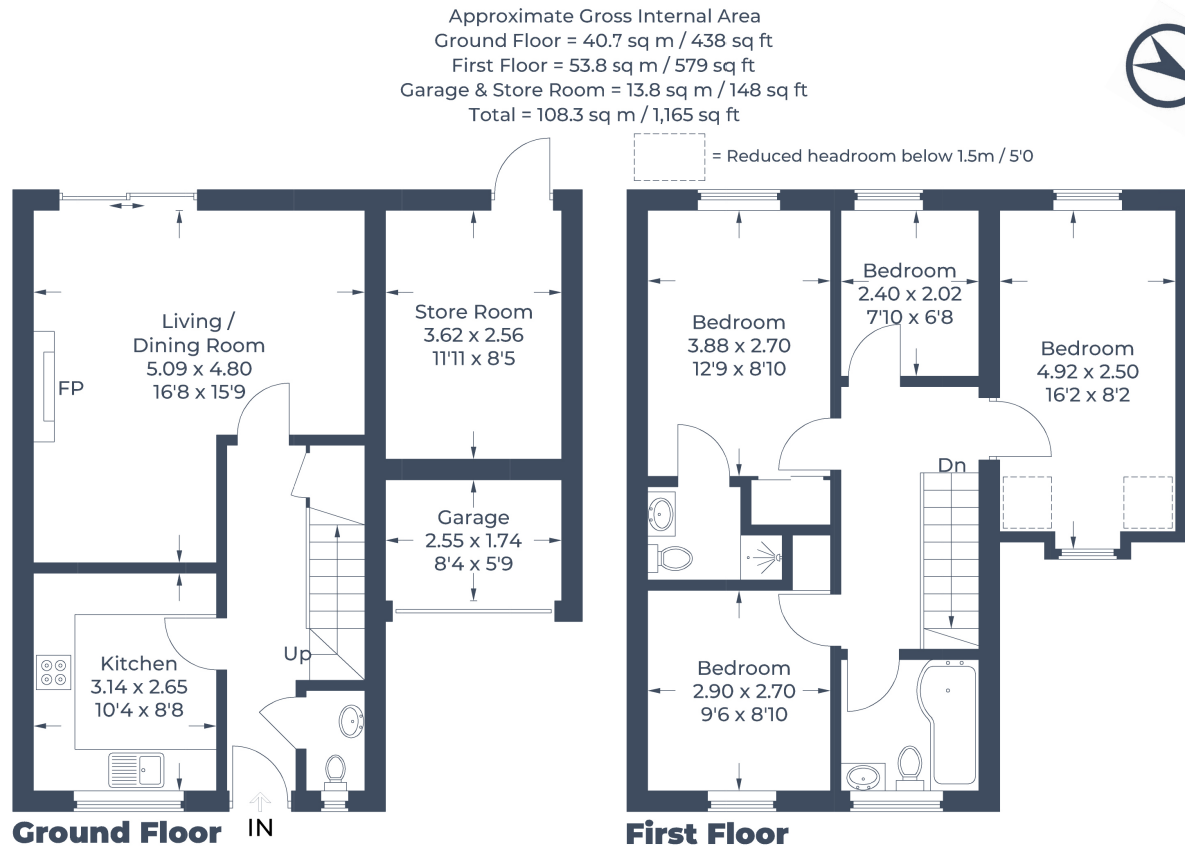 Approximate Gross Internal Area
Ground Floor = 40.7 sq m / 438 sq ft
First Floor = 53.8 sq m / 579 sq ft
Garage & Store Room = 13.8 sq m / 148 sq ft
Total = 108.3 sq m / 1,165 sq ft
= Reduced headroom below 1.5m / 5'0
Living /
Dining Room
5.09 x 4.80
16'8 x 15'9
FP
Store Room
3.62 x 2.56
11'11 x 8'5
Garage
2.55 x 1.74
8'4 x 5'9
Kitchen
3.14 x 2.65
10'4 x 8'8
Up
IN
Ground Floor
Bedroom
3.88 x 2.70
12'9 x 8'10
Bedroom
2.40 x 2.02
7'10 x 6'8
Bedroom
4.92 x 2.50
16'2 x 8'2
Dn
Bedroom
2.90 x 2.70
9'6 x 8'10
First Floor